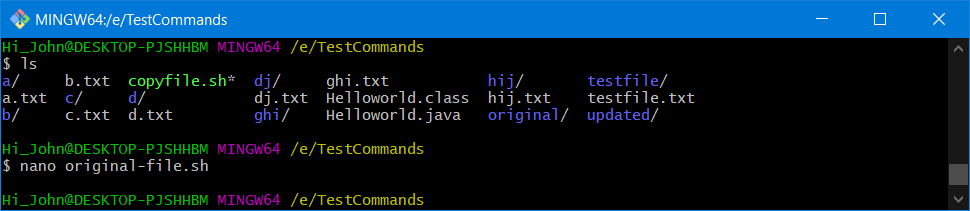 MINGW64:/e/TestCommands
Hi_John@DESKTOP-PJSHHBM MINGW64 /e/TestCommands
$ ls
a/     b.txt  copyfile.sh*  dj/     ghi.txt           hij/       testfile/
a.txt  c/     d/            dj.txt  Helloworld.class  hij.txt    testfile.txt
b/     c.txt  d.txt         ghi/    Helloworld.java   original/  updated/
Hi_John@DESKTOP-PJSHHBM MINGW64 /e/TestCommands
$ nano original-file.sh
Hi_John@DESKTOP-PJSHHBM MINGW64 /e/TestCommands